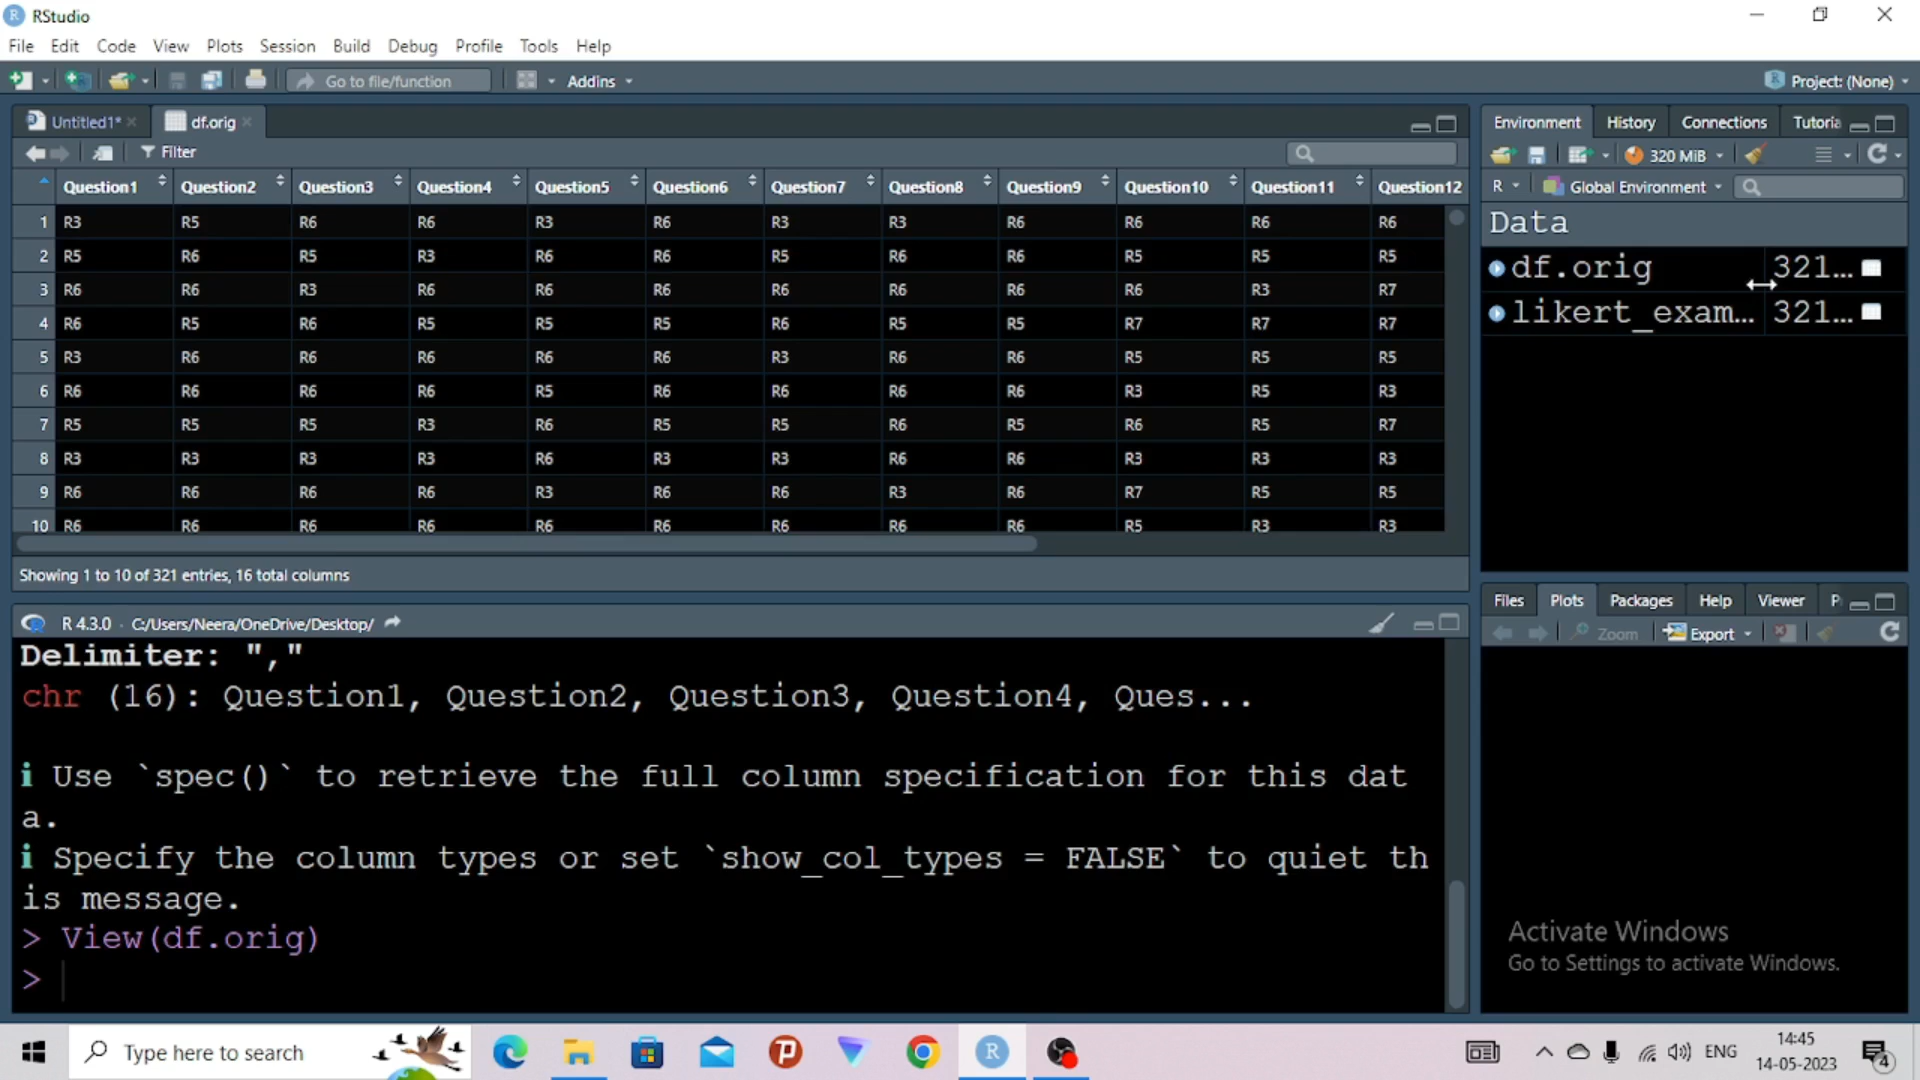 RStudio
File Edit Code View Plots Session Build Debug Profile Tools Help
Go to file/function Addins Project: (None)
Untitled1* df.orig
Filter
Question1 Question2 Question3 Question4 Question5 Question6 Question7 Question8 Question9 Question10 Question11 Question12
1 R3 R5 R6 R6 R3 R6 R3 R3 R6 R6 R6 R6
2 R5 R6 R5 R3 R6 R6 R5 R6 R6 R5 R5 R5
3 R6 R6 R3 R6 R6 R6 R6 R6 R6 R6 R3 R7
4 R6 R5 R6 R5 R5 R5 R6 R5 R5 R7 R7 R7
5 R3 R6 R6 R6 R6 R6 R3 R6 R6 R5 R5 R5
6 R6 R6 R6 R6 R5 R6 R6 R6 R6 R3 R5 R3
7 R5 R5 R5 R3 R6 R5 R5 R6 R5 R6 R5 R7
8 R3 R3 R3 R3 R6 R3 R3 R6 R6 R3 R3 R3
9 R6 R6 R6 R6 R3 R6 R6 R3 R6 R7 R5 R5
10 R6 R6 R6 R6 R6 R6 R6 R6 R6 R5 R3 R3
Showing 1 to 10 of 321 entries, 16 total columns
R 4.3.0 · C:/Users/Neera/OneDrive/Desktop/
Delimiter: ","
chr (16): Question1, Question2, Question3, Question4, Ques...
i Use `spec()` to retrieve the full column specification for this dat
a.
i Specify the column types or set `show_col_types = FALSE` to quiet th
is message.
> View(df.orig)
>
Environment History Connections Tutoria
320 MiB
R Global Environment
Data
df.orig 321...
likert_exam... 321...
Files Plots Packages Help Viewer P
Zoom Export
Activate Windows
Go to Settings to activate Windows.
Type here to search
R
ENG
14:45
14-05-2023
4